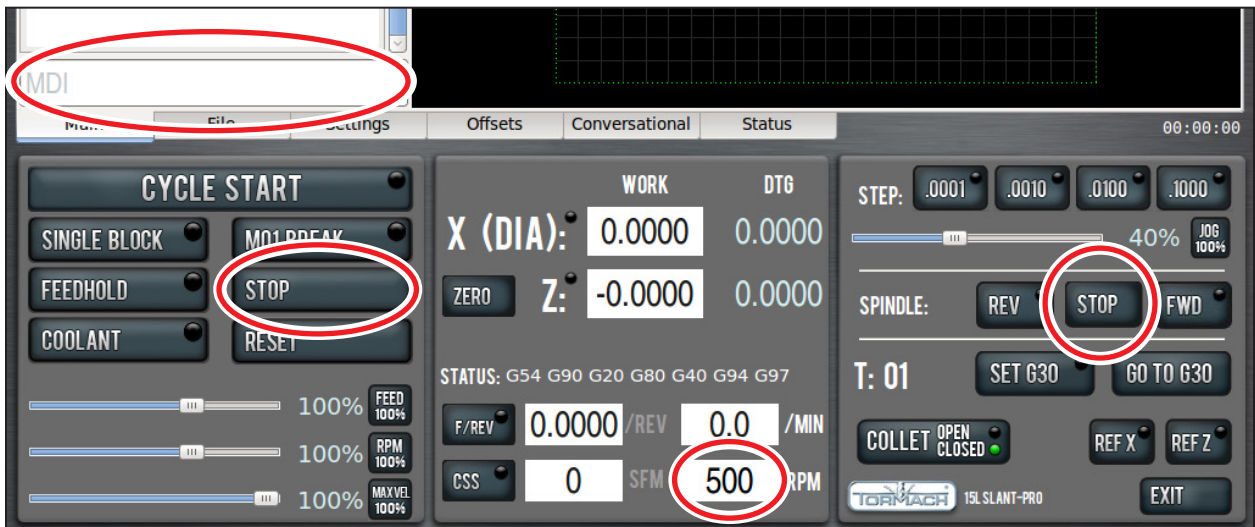 MDI
Main File Settings Offsets Conversational Status 00:00:00
CYCLE START
SINGLE BLOCK M01 BREAK
FEEDHOLD STOP
COOLANT RESET
100% FEED 100%
100% RPM 100%
100% MAXVEL 100%
WORK DTG
X (DIA): 0.0000 0.0000
ZERO Z: -0.0000 0.0000
STATUS: G54 G90 G20 G80 G40 G94 G97
F/REV 0.0000 /REV 0.0 /MIN
CSS 0 SFM 500 RPM
STEP: .0001 .0010 .0100 .1000
40% JOG 100%
SPINDLE: REV STOP FWD
T: 01 SET G30 GO TO G30
COLLET OPEN CLOSED REF X REF Z
TORMACH 15L SLANT-PRO EXIT